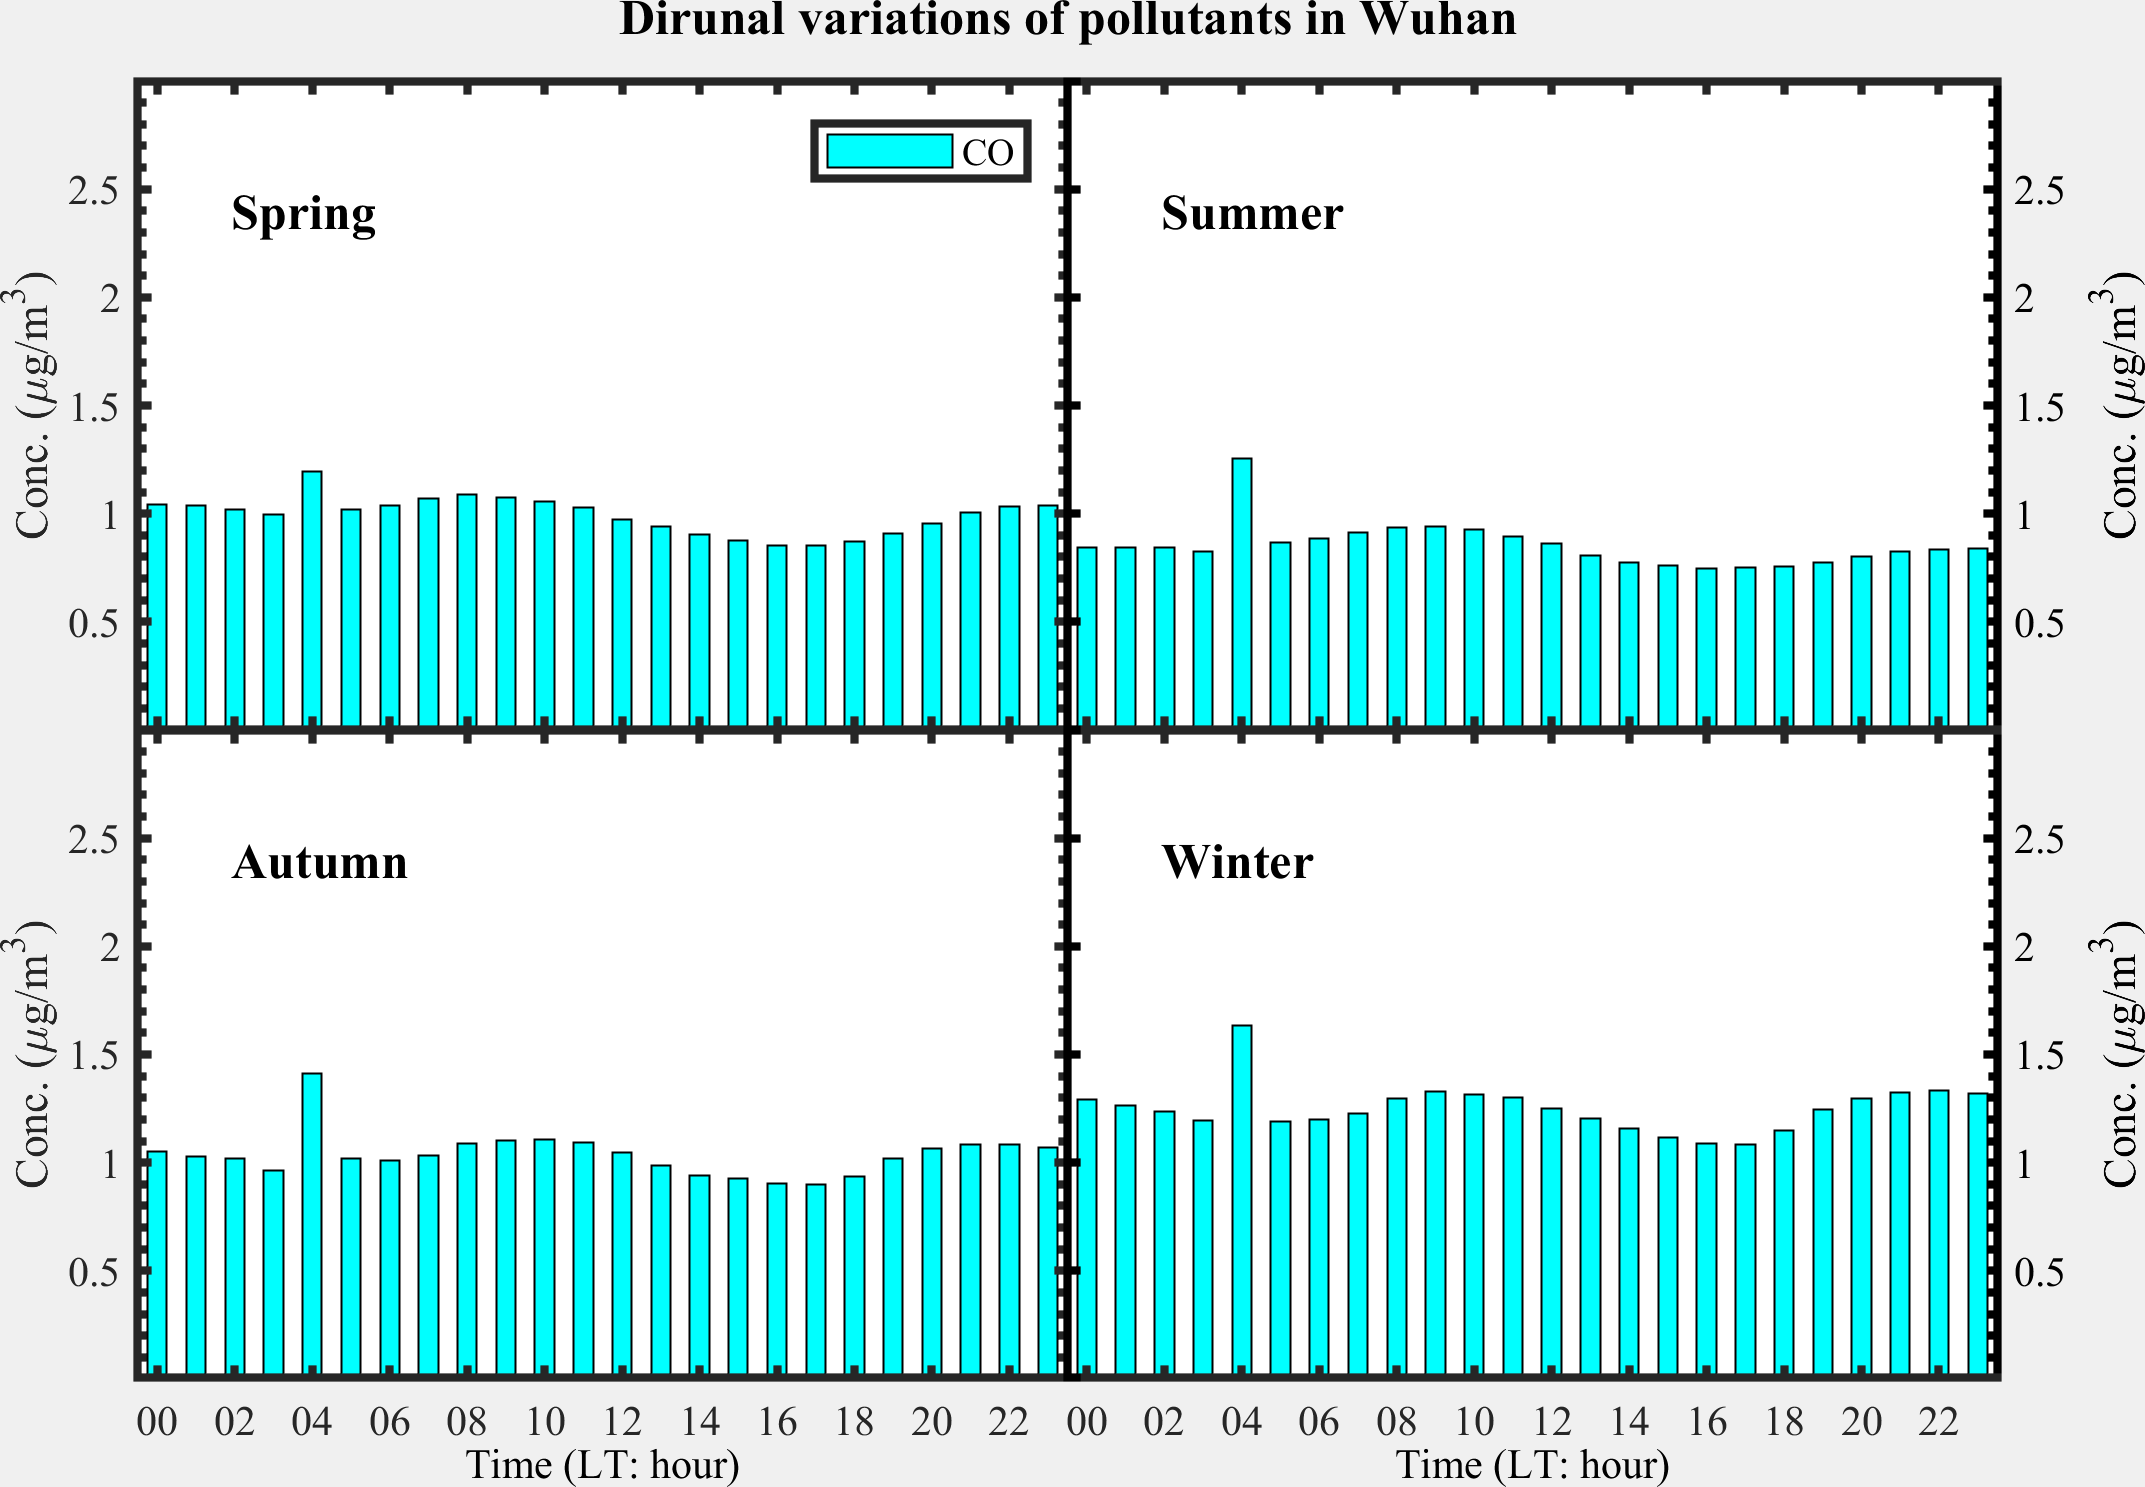 Dirunal variations of pollutants in Wuhan
CO
Spring
Summer
2.5
2
1.5
1
0.5
Conc. (μg/m³)
2.5
2
1.5
1
0.5
Conc. (μg/m³)
Autumn
Winter
2.5
2
1.5
1
0.5
Conc. (μg/m³)
2.5
2
1.5
1
0.5
Conc. (μg/m³)
00 02 04 06 08 10 12 14 16 18 20 22
00 02 04 06 08 10 12 14 16 18 20 22
Time (LT: hour)
Time (LT: hour)